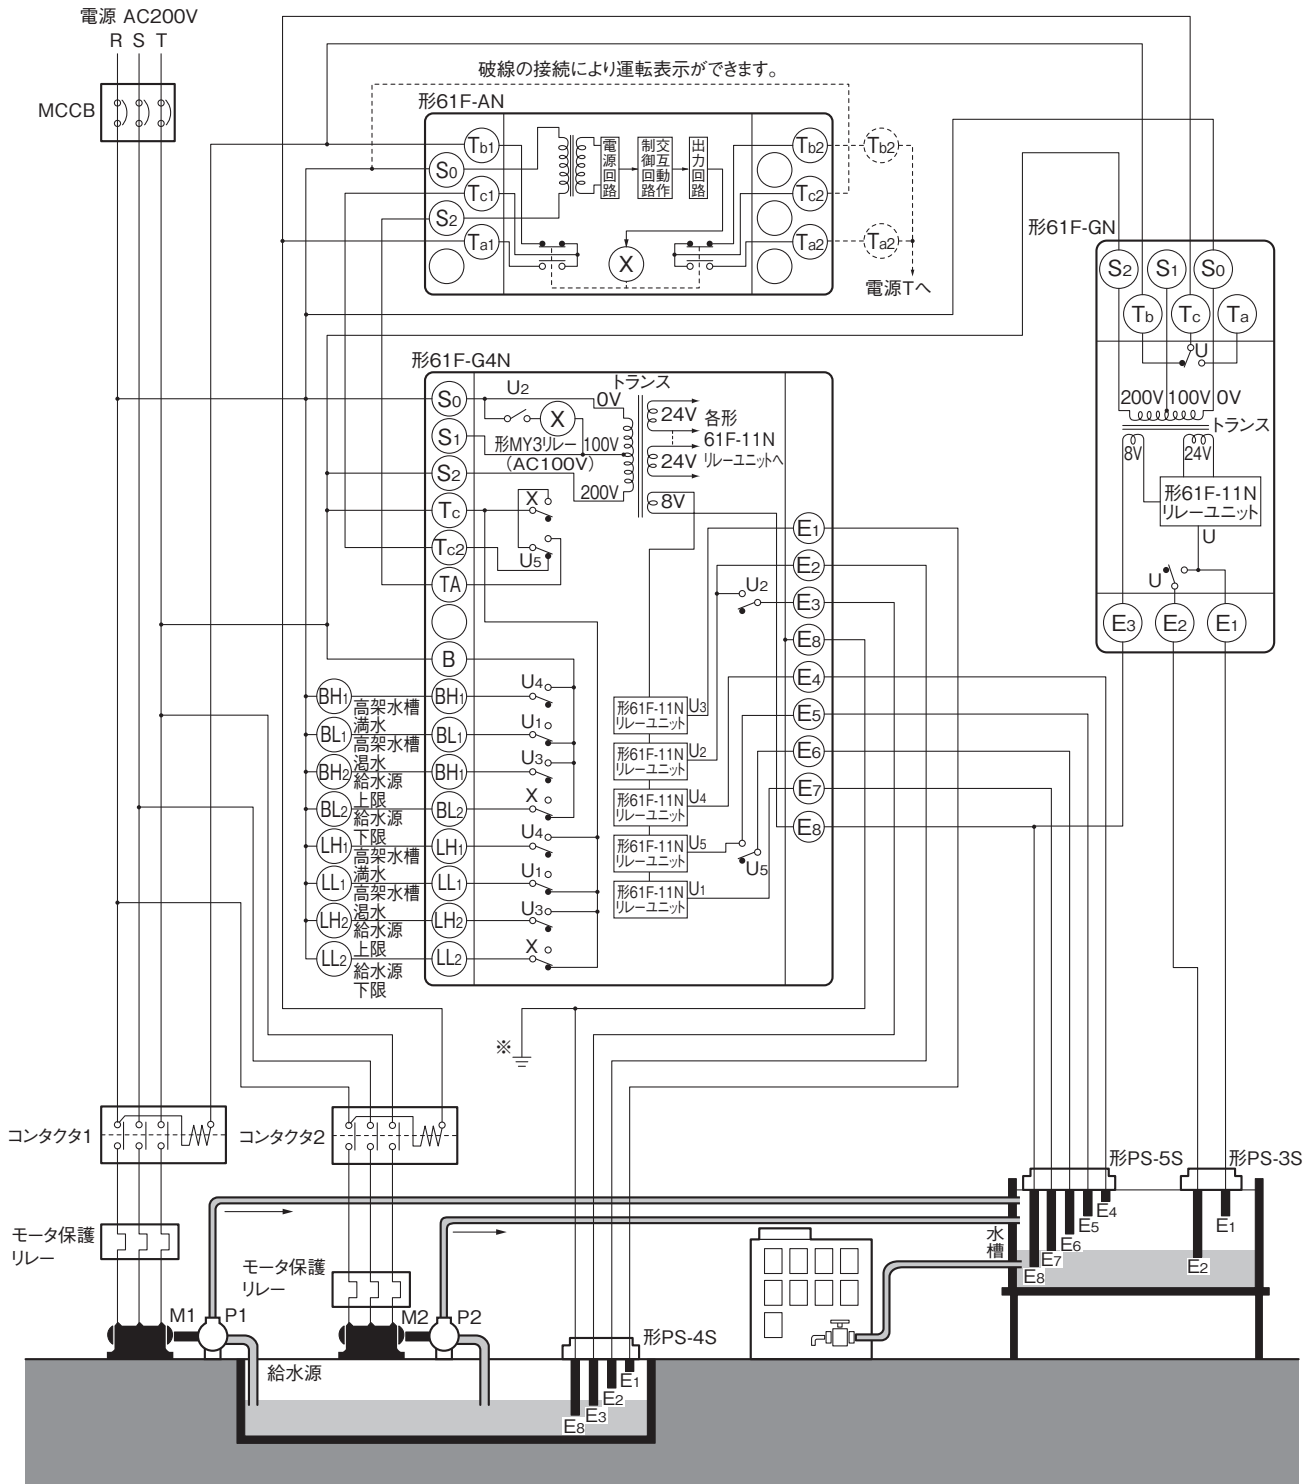 電源 AC200V
R S T
MCCB
破線の接続により運転表示ができます。
形61F-AN
Tb1
S0
Tc1
S2
Ta1
電源回路
交互動作
制御回路
出力回路
X
Tb2
Tc2
Ta2
Tb2
Ta2
電源Tへ
形61F-GN
S2 S1 S0
Tb Tc Ta
U
200V 100V 0V
トランス
8V 24V
形61F-11N
リレーユニット
U
U
E3 E2 E1
形61F-G4N
S0
S1
S2
Tc
Tc2
TA
B
BH1
BL1
BH1
BL2
LH1
LL1
LH2
LL2
U2
X
形MY3リレー
(AC100V)
トランス
0V
100V
200V
24V
24V
8V
各形
61F-11N
リレーユニットへ
X
U5
U4
U1
U3
X
U4
U1
U3
X
BH1
高架水槽
満水
BL1
高架水槽
渇水
BH2
給水源
上限
BL2
給水源
下限
LH1
高架水槽
満水
LL1
高架水槽
渇水
LH2
給水源
上限
LL2
給水源
下限
形61F-11N
リレーユニット
U3
形61F-11N
リレーユニット
U2
形61F-11N
リレーユニット
U4
形61F-11N
リレーユニット
U5
形61F-11N
リレーユニット
U1
U2
U5
E1
E2
E3
E8
E4
E5
E6
E7
E8
※
コンタクタ1
コンタクタ2
モータ保護
リレー
モータ保護
リレー
M1 P1
M2 P2
給水源
形PS-4S
E1
E2
E3
E8
形PS-5S
形PS-3S
水槽
E4
E5
E6
E7
E8
E1
E2